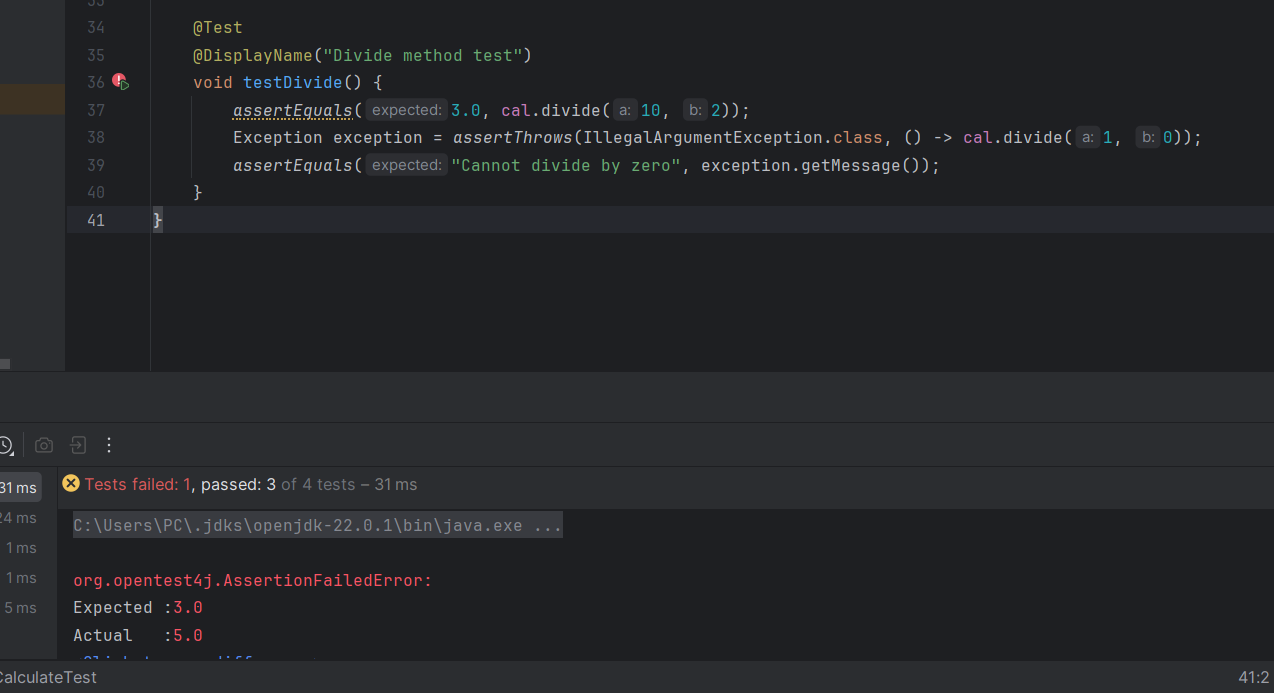 33
34 @Test
35 @DisplayName("Divide method test")
36 void testDivide() {
37 assertEquals( expected: 3.0, cal.divide( a: 10, b: 2));
38 Exception exception = assertThrows(IllegalArgumentException.class, () -> cal.divide( a: 1, b: 0));
39 assertEquals( expected: "Cannot divide by zero", exception.getMessage());
40 }
41 }
Tests failed: 1, passed: 3 of 4 tests – 31 ms
31 ms
24 ms
1 ms
1 ms
5 ms
C:\Users\PC\.jdks\openjdk-22.0.1\bin\java.exe ...
org.opentest4j.AssertionFailedError:
Expected :3.0
Actual   :5.0
CalculateTest
41:2